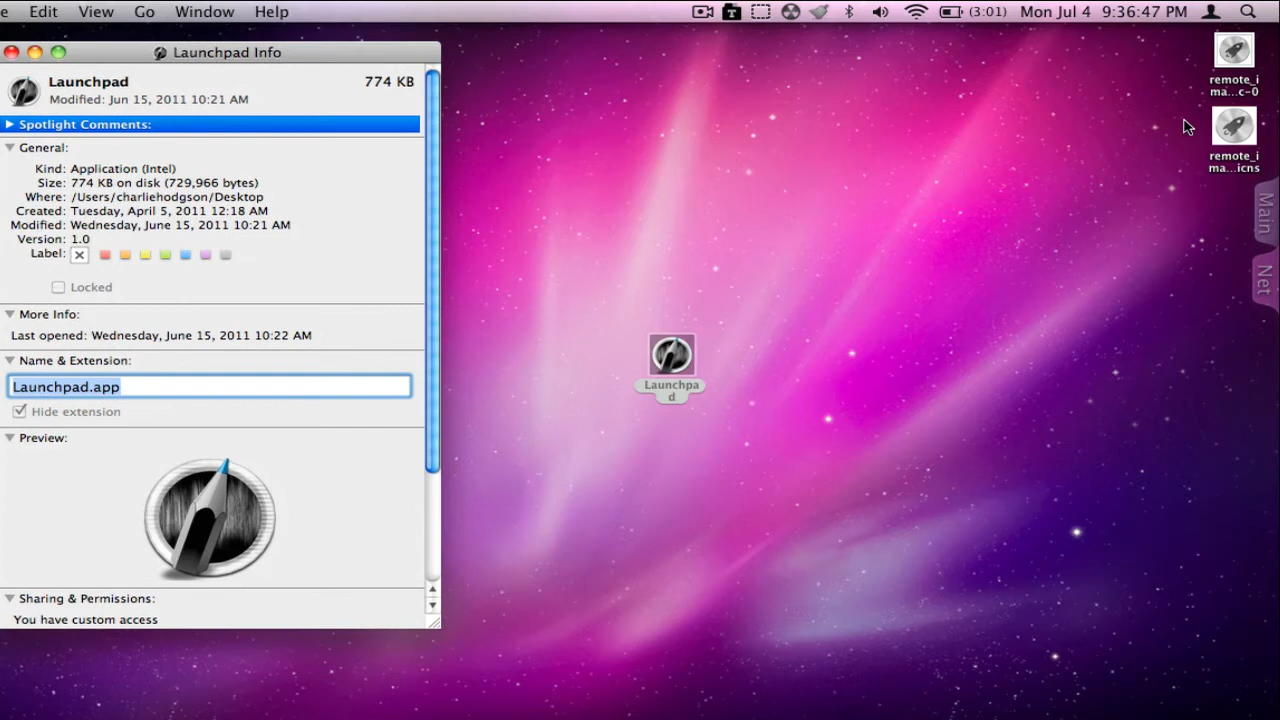 e Edit View Go Window Help
T (3:01) Mon Jul 4 9:36:47 PM
Launchpad Info
Launchpad 774 KB
Modified: Jun 15, 2011 10:21 AM
Spotlight Comments:
General:
Kind: Application (Intel)
Size: 774 KB on disk (729,966 bytes)
Where: /Users/charliehodgson/Desktop
Created: Tuesday, April 5, 2011 12:18 AM
Modified: Wednesday, June 15, 2011 10:21 AM
Version: 1.0
Label:
Locked
More Info:
Last opened: Wednesday, June 15, 2011 10:22 AM
Name & Extension:
Launchpad.app
Hide extension
Preview:
Sharing & Permissions:
You have custom access
Launchpa
d
remote_i
ma...c-0
remote_i
ma...icns
Main
Net